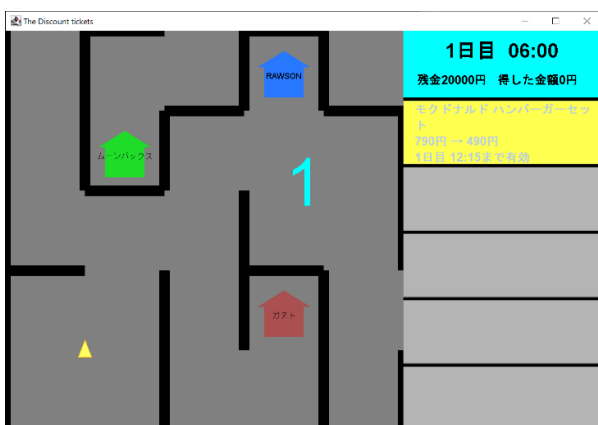 The Discount tickets
1日目 06:00
残金20000円 得した金額0円
RAWSON
モクドナルド ハンバーガーセッ
ト
790円 → 490円
1日目 12:15まで有効
ムーンバックス
1
ガヌト